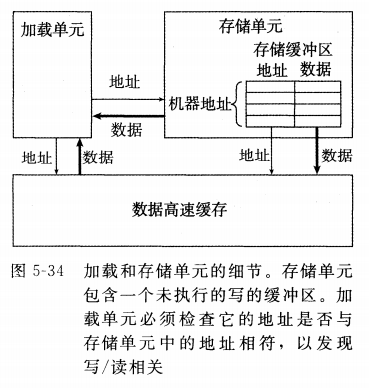 加载单元
存储单元
存储缓冲区
地址 数据
地址
机器地址
数据
地址
数据
地址
数据
数据高速缓存
图 5-34 加载和存储单元的细节。存储单元
包含一个未执行的写的缓冲区。加
载单元必须检查它的地址是否与
存储单元中的地址相符，以发现
写/读相关